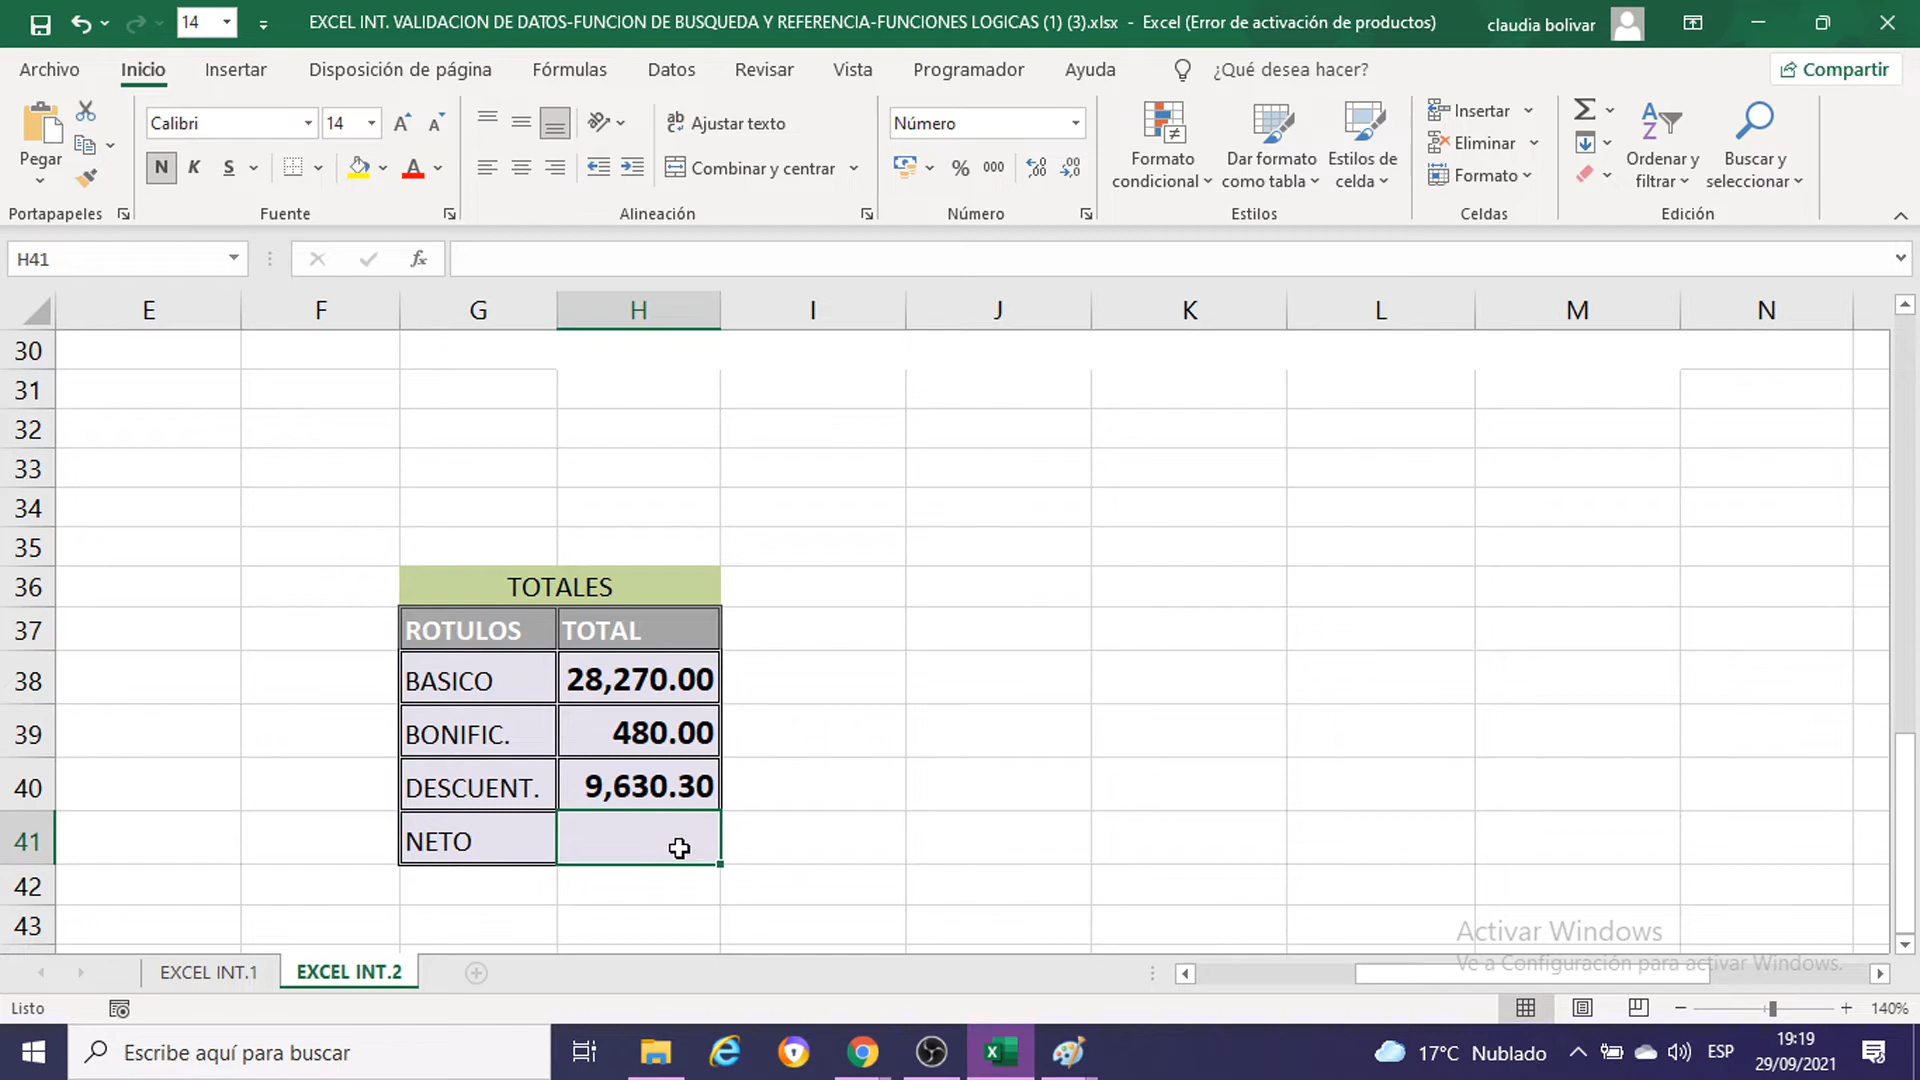 14
EXCEL INT. VALIDACION DE DATOS-FUNCION DE BUSQUEDA Y REFERENCIA-FUNCIONES LOGICAS (1) (3).xlsx - Excel (Error de activación de productos)
claudia bolivar
Archivo Inicio Insertar Disposición de página Fórmulas Datos Revisar Vista Programador Ayuda ¿Qué desea hacer? Compartir
Pegar
Calibri 14
N K S
Ajustar texto
Combinar y centrar
Número
% 000
Formato condicional
Dar formato como tabla
Estilos de celda
Insertar
Eliminar
Formato
Ordenar y filtrar
Buscar y seleccionar
Portapapeles Fuente Alineación Número Estilos Celdas Edición
H41 fx
E F G H I J K L M N
30
31
32
33
34
35
36 TOTALES
37 ROTULOS TOTAL
38 BASICO 28,270.00
39 BONIFIC. 480.00
40 DESCUENT. 9,630.30
41 NETO
42
43
Activar Windows
Ve a Configuración para activar Windows.
EXCEL INT.1 EXCEL INT.2
Listo 140%
Escribe aquí para buscar
17°C Nublado ESP 19:19
29/09/2021